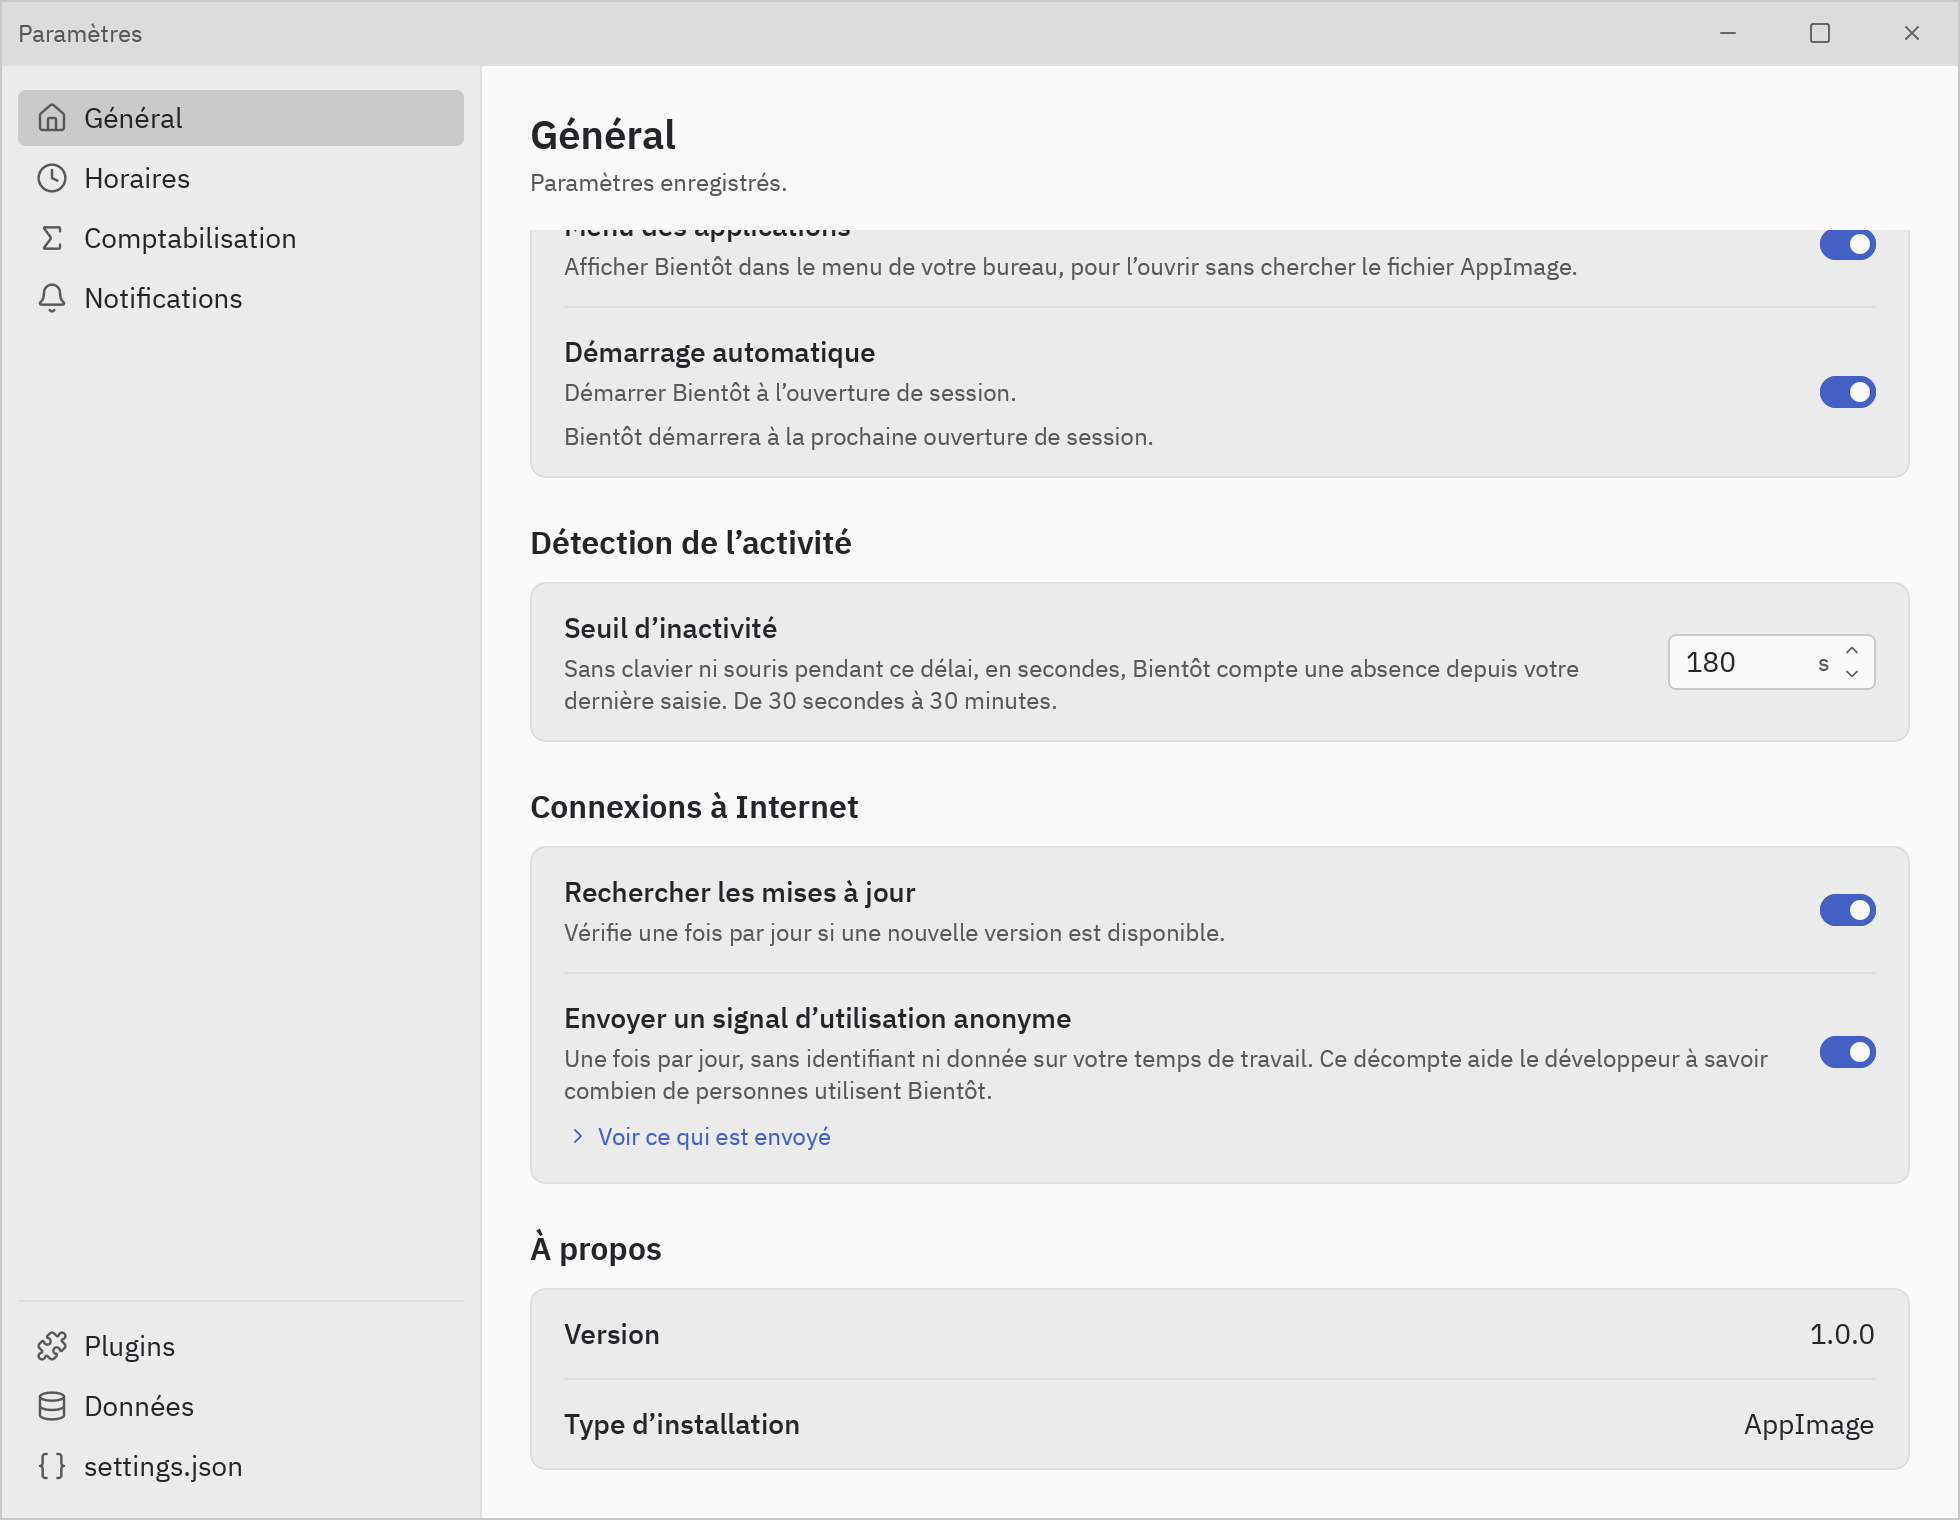 Paramètres
Général
Horaires
Comptabilisation
Notifications
Plugins
Données
settings.json
Général
Paramètres enregistrés.
Menu des applications
Afficher Bientôt dans le menu de votre bureau, pour l’ouvrir sans chercher le fichier AppImage.
Démarrage automatique
Démarrer Bientôt à l’ouverture de session.
Bientôt démarrera à la prochaine ouverture de session.
Détection de l’activité
Seuil d’inactivité
Sans clavier ni souris pendant ce délai, en secondes, Bientôt compte une absence depuis votre
dernière saisie. De 30 secondes à 30 minutes.
180 s
Connexions à Internet
Rechercher les mises à jour
Vérifie une fois par jour si une nouvelle version est disponible.
Envoyer un signal d’utilisation anonyme
Une fois par jour, sans identifiant ni donnée sur votre temps de travail. Ce décompte aide le développeur à savoir
combien de personnes utilisent Bientôt.
Voir ce qui est envoyé
À propos
Version 1.0.0
Type d’installation AppImage